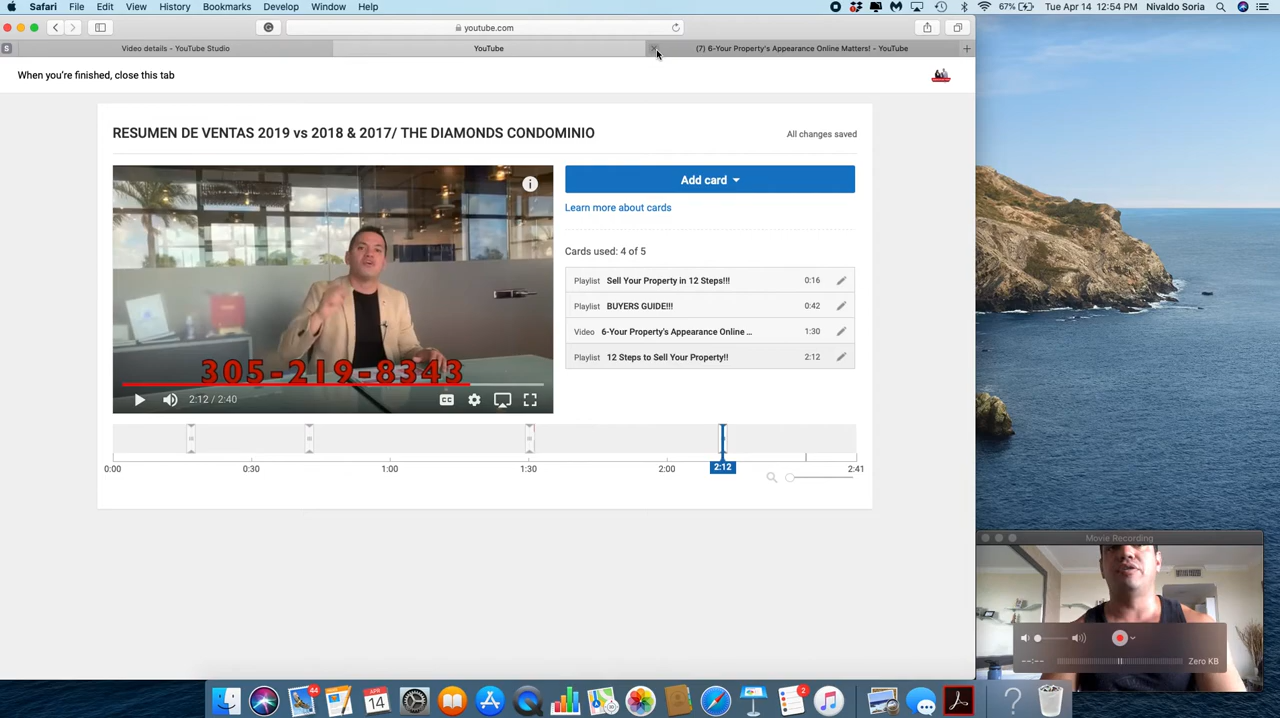 Safari File Edit View History Bookmarks Develop Window Help 67% Tue Apr 14 12:54 PM Nivaldo Soria
youtube.com
S Video details - YouTube Studio YouTube (7) 6-Your Property's Appearance Online Matters! - YouTube
When you're finished, close this tab
RESUMEN DE VENTAS 2019 vs 2018 & 2017/ THE DIAMONDS CONDOMINIO All changes saved
Add card
Learn more about cards
Cards used: 4 of 5
Playlist Sell Your Property in 12 Steps!!! 0:16
Playlist BUYERS GUIDE!!! 0:42
Video 6-Your Property's Appearance Online ... 1:30
Playlist 12 Steps to Sell Your Property!! 2:12
305-219-8343
2:12 / 2:40 CC
0:00 0:30 1:00 1:30 2:00 2:12 2:41
Movie Recording
--:-- Zero KB
44 APR 14 2